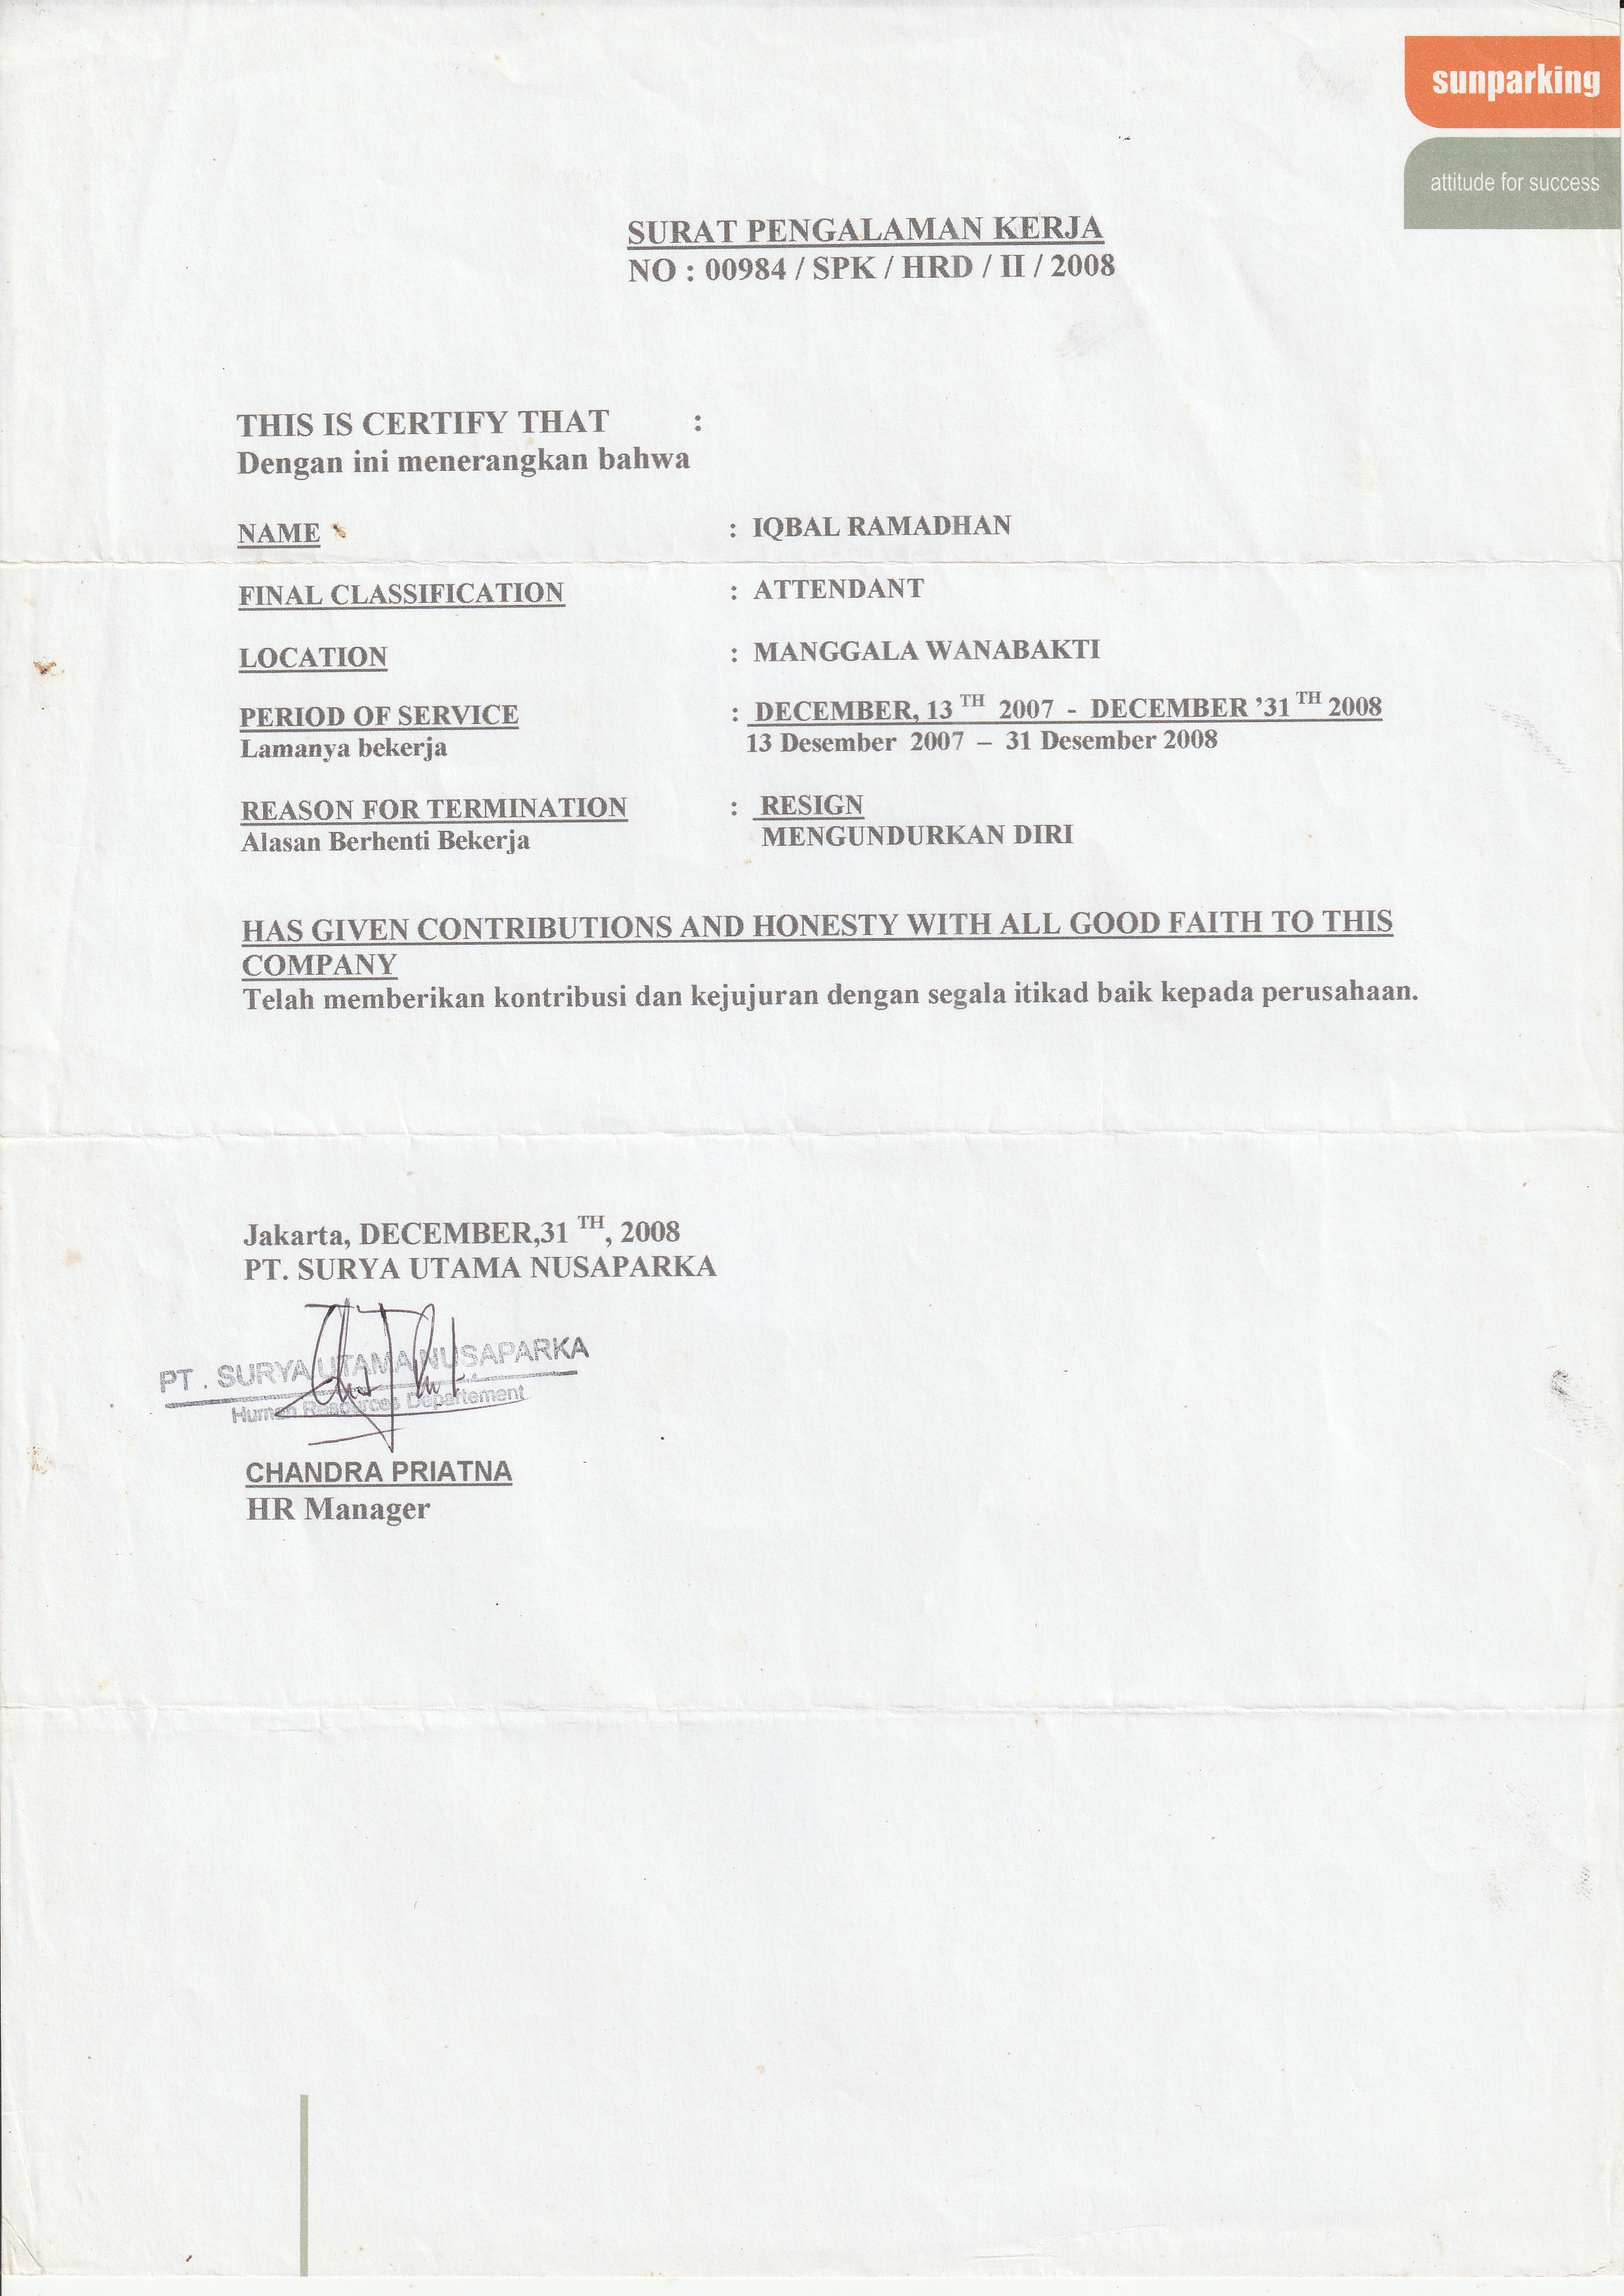 sunparking
attitude for success
SURAT PENGALAMAN KERJA
NO : 00984 / SPK / HRD / II / 2008
THIS IS CERTIFY THAT :
Dengan ini menerangkan bahwa
NAME : IQBAL RAMADHAN
FINAL CLASSIFICATION : ATTENDANT
LOCATION : MANGGALA WANABAKTI
PERIOD OF SERVICE : DECEMBER, 13 TH 2007 - DECEMBER ’31 TH 2008
Lamanya bekerja 13 Desember 2007 – 31 Desember 2008
REASON FOR TERMINATION : RESIGN
Alasan Berhenti Bekerja MENGUNDURKAN DIRI
HAS GIVEN CONTRIBUTIONS AND HONESTY WITH ALL GOOD FAITH TO THIS
COMPANY
Telah memberikan kontribusi dan kejujuran dengan segala itikad baik kepada perusahaan.
Jakarta, DECEMBER,31 TH, 2008
PT. SURYA UTAMA NUSAPARKA
PT . SURYA UTAMA NUSAPARKA
Human Resources Departement
CHANDRA PRIATNA
HR Manager